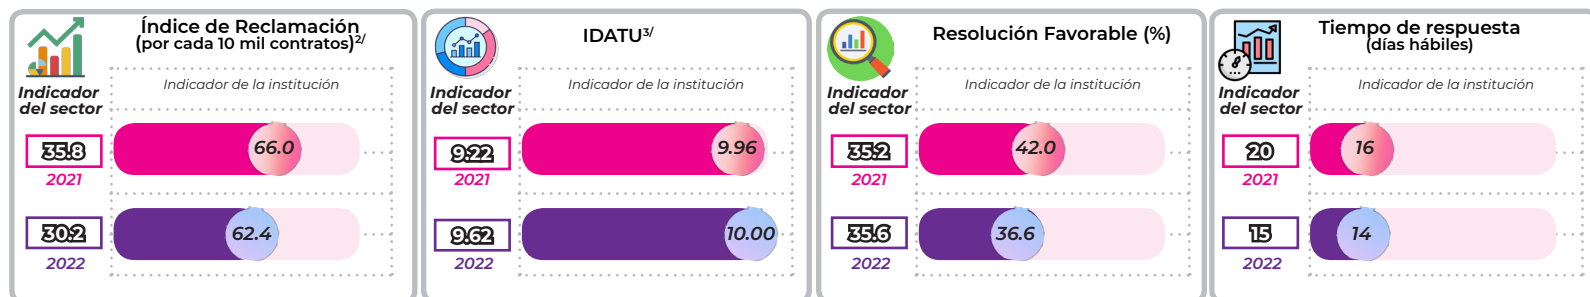 Índice de Reclamación
(por cada 10 mil contratos)2/
Indicador de la institución
Indicador
del sector
35.8
66.0
2021
30.2
62.4
2022
IDATU3/
Indicador de la institución
Indicador
del sector
9.22
9.96
2021
9.62
10.00
2022
Resolución Favorable (%)
Indicador de la institución
Indicador
del sector
35.2
42.0
2021
35.6
36.6
2022
Tiempo de respuesta
(días hábiles)
Indicador de la institución
Indicador
del sector
20
16
2021
15
14
2022